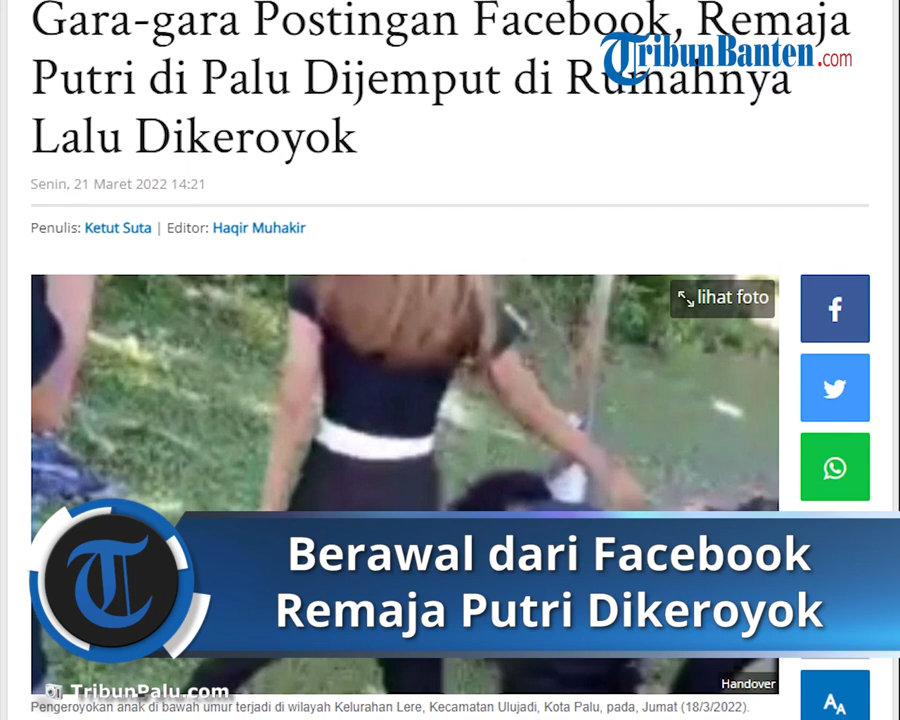 Gara-gara Postingan Facebook, Remaja
TribunBanten.com
Putri di Palu Dijemput di Rumahnya
Lalu Dikeroyok
Senin, 21 Maret 2022 14:21
Penulis: Ketut Suta | Editor: Haqir Muhakir
lihat foto
Berawal dari Facebook
Remaja Putri Dikeroyok
Handover
TribunPalu.com
Pengeroyokan anak di bawah umur terjadi di wilayah Kelurahan Lere, Kecamatan Ulujadi, Kota Palu, pada, Jumat (18/3/2022).
AA